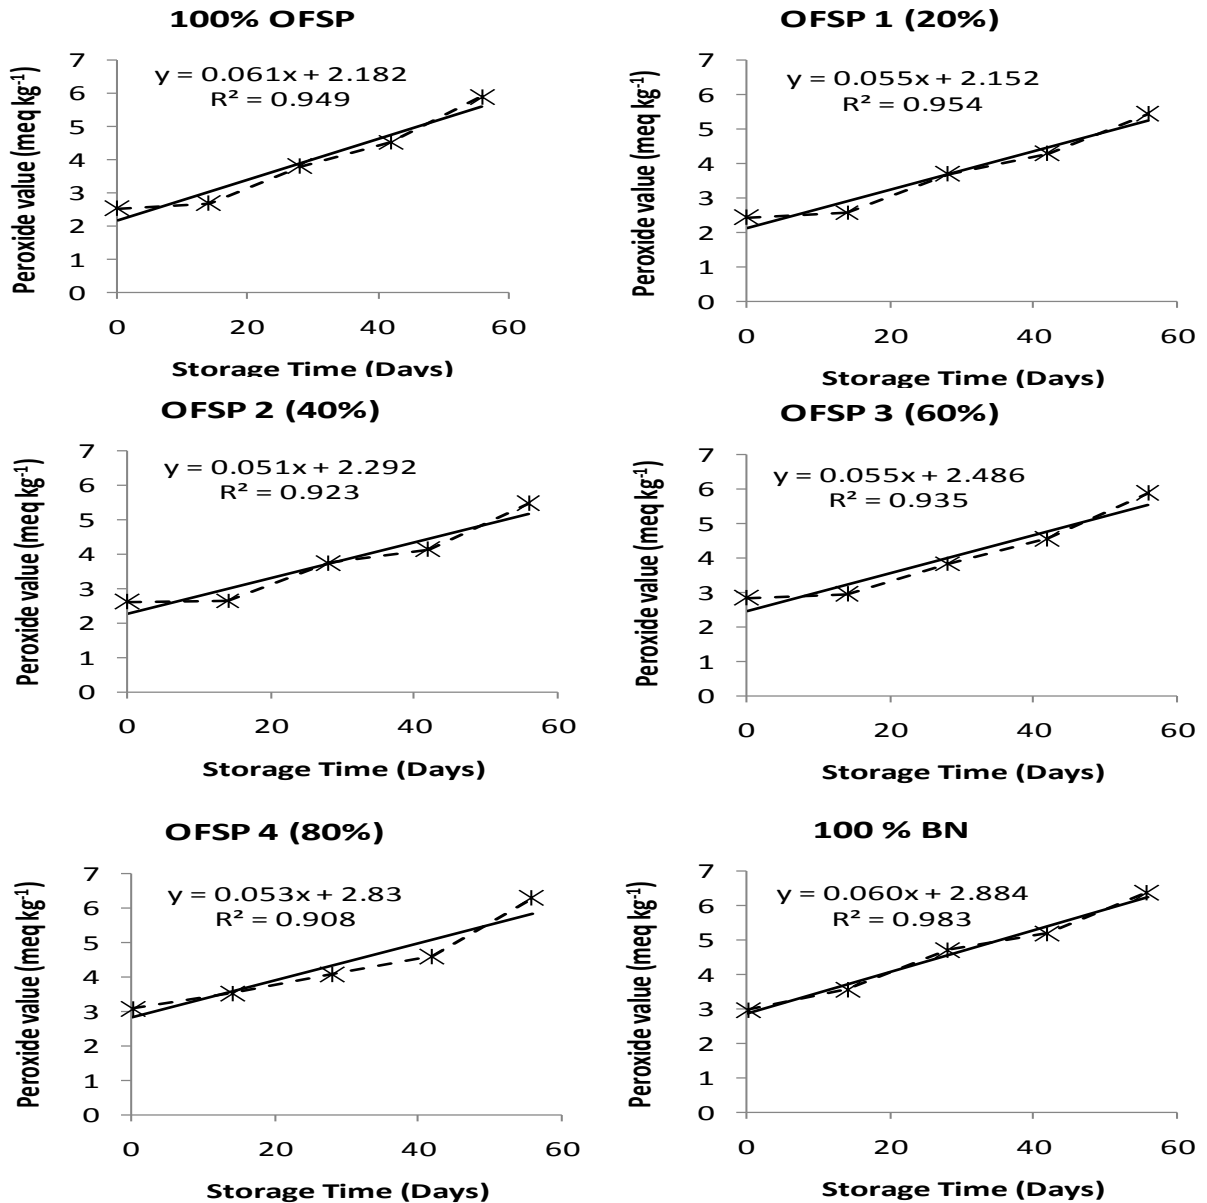 100% OFSP
y = 0.061x + 2.182
R² = 0.949
Peroxide value (meq kg⁻¹)
7
6
5
4
3
2
1
0
0 20 40 60
Storage Time (Days)
OFSP 1 (20%)
y = 0.055x + 2.152
R² = 0.954
Peroxide value (meq kg⁻¹)
7
6
5
4
3
2
1
0
0 20 40 60
Storage Time (Days)
OFSP 2 (40%)
y = 0.051x + 2.292
R² = 0.923
Peroxide value (meq kg⁻¹)
7
6
5
4
3
2
1
0
0 20 40 60
Storage Time (Days)
OFSP 3 (60%)
y = 0.055x + 2.486
R² = 0.935
Peroxide value (meq kg⁻¹)
7
6
5
4
3
2
1
0
0 20 40 60
Storage Time (Days)
OFSP 4 (80%)
y = 0.053x + 2.83
R² = 0.908
Peroxide value (meq kg⁻¹)
7
6
5
4
3
2
1
0
0 20 40 60
Storage Time (Days)
100 % BN
y = 0.060x + 2.884
R² = 0.983
Peroxide value (meq kg⁻¹)
7
6
5
4
3
2
1
0
0 20 40 60
Storage Time (Days)